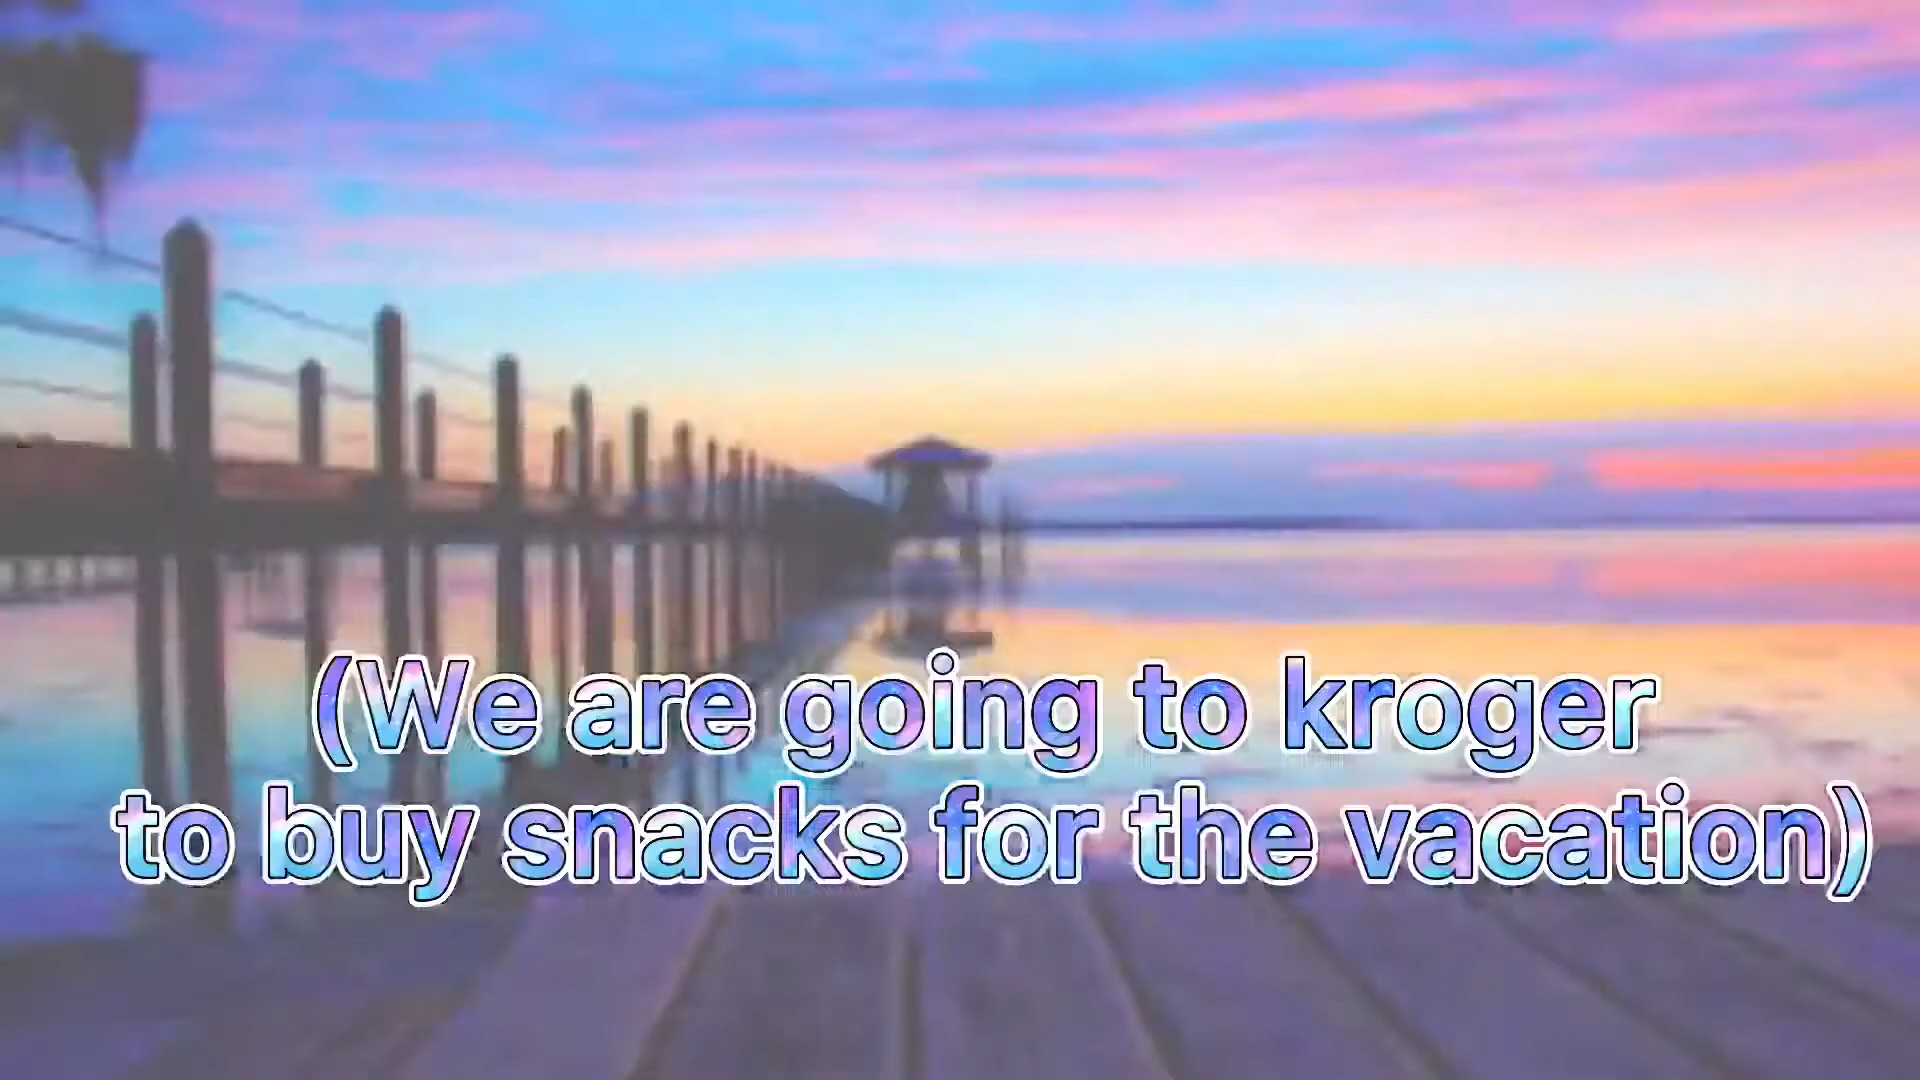 (We are going to kroger
to buy snacks for the vacation)